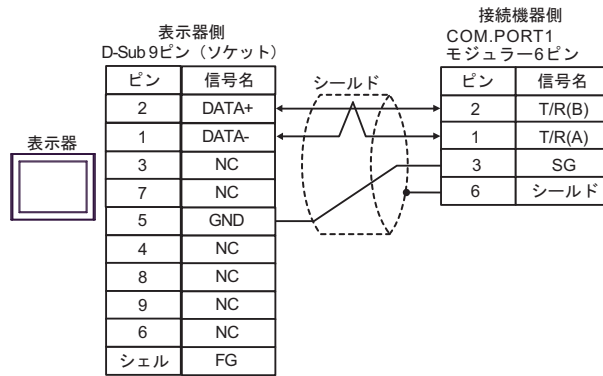 表示器側
D-Sub 9ピン（ソケット）
接続機器側
COM.PORT1
モジュラー6ピン
シールド
表示器
ピン 信号名
2 DATA+
1 DATA-
3 NC
7 NC
5 GND
4 NC
8 NC
9 NC
6 NC
シェル FG
ピン 信号名
2 T/R(B)
1 T/R(A)
3 SG
6 シールド